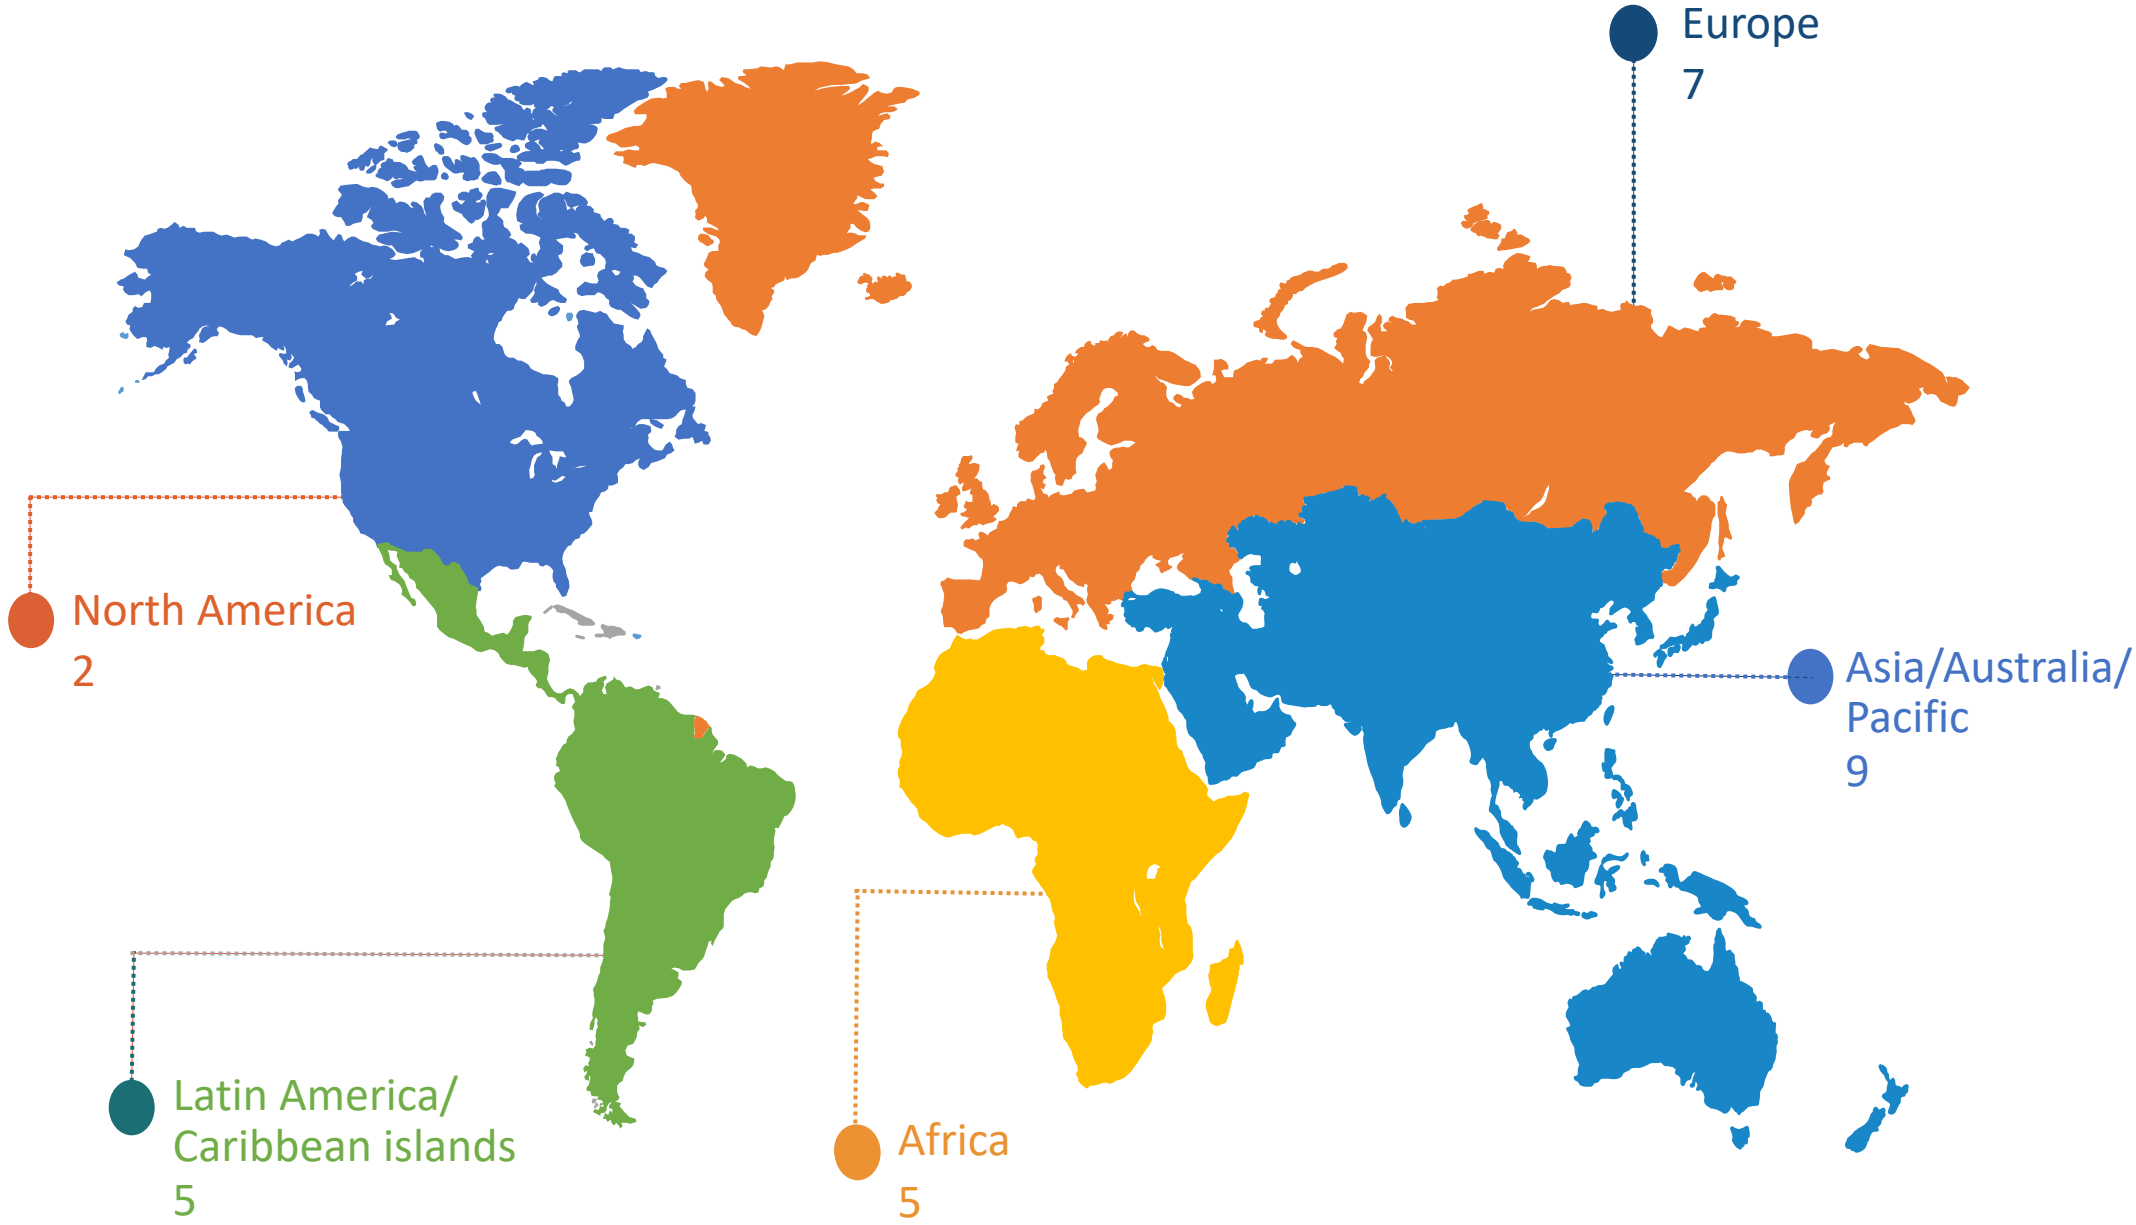 Europe
7
North America
2
Asia/Australia/
Pacific
9
Latin America/
Caribbean islands
5
Africa
5